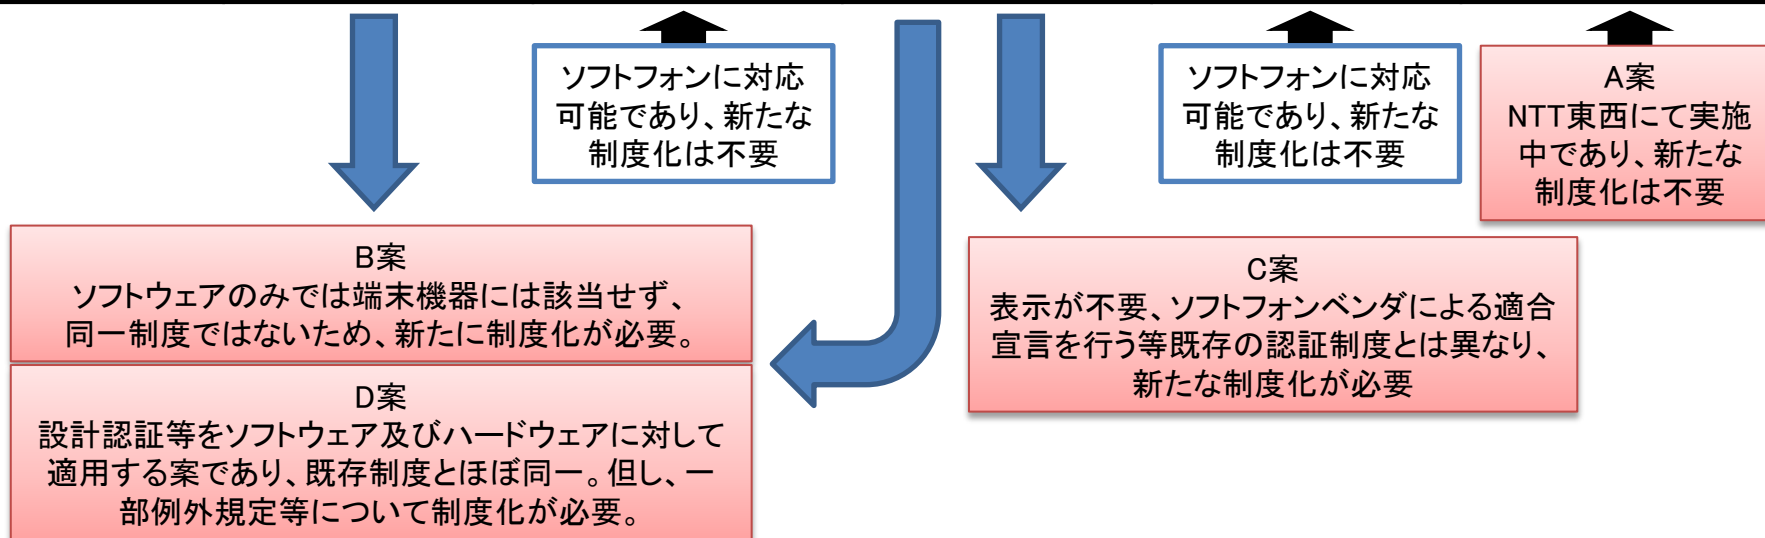 ソフトフォンに対応
可能であり、新たな
制度化は不要
ソフトフォンに対応
可能であり、新たな
制度化は不要
A案
NTT東西にて実施
中であり、新たな
制度化は不要
B案
ソフトウェアのみでは端末機器には該当せず、
同一制度ではないため、新たに制度化が必要。
C案
表示が不要、ソフトフォンベンダによる適合
宣言を行う等既存の認証制度とは異なり、
新たな制度化が必要
D案
設計認証等をソフトウェア及びハードウェアに対して
適用する案であり、既存制度とほぼ同一。但し、一
部例外規定等について制度化が必要。